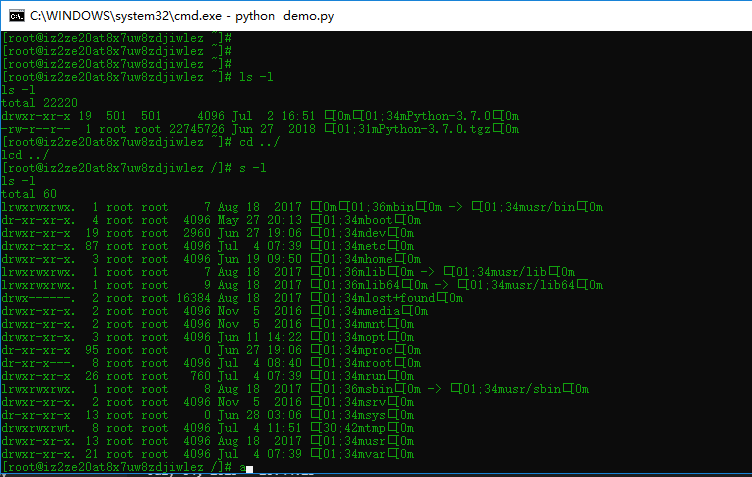 C:\WINDOWS\system32\cmd.exe - python  demo.py
[root@iz2ze20at8x7uw8zdjiwlez ~]#
[root@iz2ze20at8x7uw8zdjiwlez ~]#
[root@iz2ze20at8x7uw8zdjiwlez ~]#
[root@iz2ze20at8x7uw8zdjiwlez ~]# ls -l
ls -l
total 22220
drwxr-xr-x 19  501  501     4096 Jul  2 16:51 □[0m□[01;34mPython-3.7.0□[0m
-rw-r--r--  1 root root 22745726 Jun 27  2018 □[01;31mPython-3.7.0.tgz□[0m
[root@iz2ze20at8x7uw8zdjiwlez ~]# cd ../
lcd ../
[root@iz2ze20at8x7uw8zdjiwlez /]# s -l
ls -l
total 60
lrwxrwxrwx.  1 root root     7 Aug 18  2017 □[0m□[01;36mbin□[0m -> □[01;34musr/bin□[0m
dr-xr-xr-x.  4 root root  4096 May 27 20:13 □[01;34mboot□[0m
drwxr-xr-x  19 root root  2960 Jun 27 19:06 □[01;34mdev□[0m
drwxr-xr-x. 87 root root  4096 Jul  4 07:39 □[01;34metc□[0m
drwxr-xr-x.  3 root root  4096 Jun 19 09:50 □[01;34mhome□[0m
lrwxrwxrwx.  1 root root     7 Aug 18  2017 □[01;36mlib□[0m -> □[01;34musr/lib□[0m
lrwxrwxrwx.  1 root root     9 Aug 18  2017 □[01;36mlib64□[0m -> □[01;34musr/lib64□[0m
drwx------.  2 root root 16384 Aug 18  2017 □[01;34mlost+found□[0m
drwxr-xr-x.  2 root root  4096 Nov  5  2016 □[01;34mmedia□[0m
drwxr-xr-x.  2 root root  4096 Nov  5  2016 □[01;34mmnt□[0m
drwxr-xr-x.  3 root root  4096 Jun 11 14:22 □[01;34mopt□[0m
dr-xr-xr-x  95 root root     0 Jun 27 19:06 □[01;34mproc□[0m
dr-xr-x---.  8 root root  4096 Jul  4 08:40 □[01;34mroot□[0m
drwxr-xr-x  26 root root   760 Jul  4 07:39 □[01;34mrun□[0m
lrwxrwxrwx.  1 root root     8 Aug 18  2017 □[01;36msbin□[0m -> □[01;34musr/sbin□[0m
drwxr-xr-x.  2 root root  4096 Nov  5  2016 □[01;34msrv□[0m
dr-xr-xr-x  13 root root     0 Jun 28 03:06 □[01;34msys□[0m
drwxrwxrwt.  8 root root  4096 Jul  4 11:51 □[30;42mtmp□[0m
drwxr-xr-x. 13 root root  4096 Aug 18  2017 □[01;34musr□[0m
drwxr-xr-x. 21 root root  4096 Jul  4 07:39 □[01;34mvar□[0m
[root@iz2ze20at8x7uw8zdjiwlez /]# a